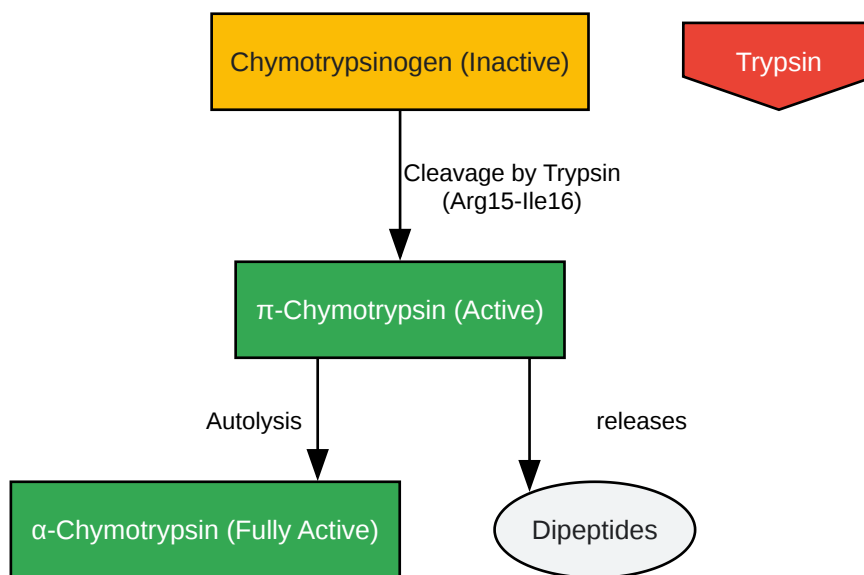 Chymotrypsinogen (Inactive)
Trypsin
Cleavage by Trypsin
(Arg15-Ile16)
π-Chymotrypsin (Active)
Autolysis
releases
α-Chymotrypsin (Fully Active)
Dipeptides